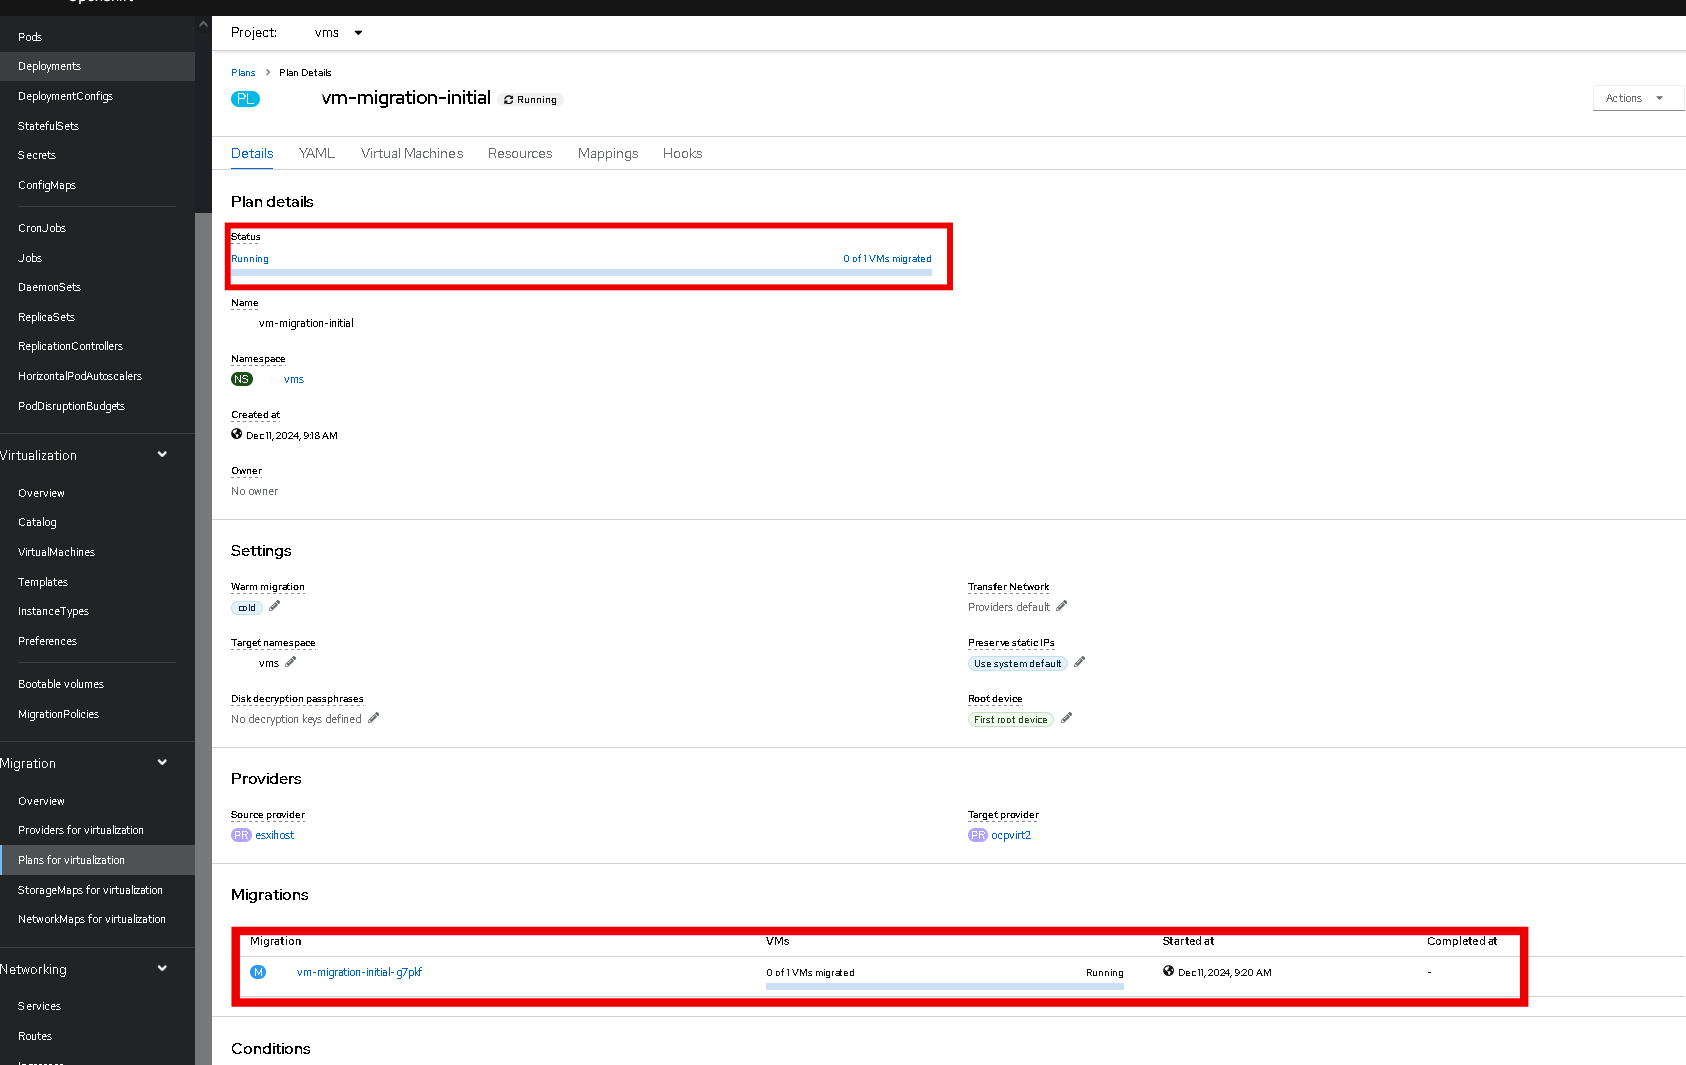 Pods
Deployments
DeploymentConfigs
StatefulSets
Secrets
ConfigMaps
CronJobs
Jobs
DaemonSets
ReplicaSets
ReplicationControllers
HorizontalPodAutoscalers
PodDisruptionBudgets
Virtualization
Overview
Catalog
VirtualMachines
Templates
InstanceTypes
Preferences
Bootable volumes
MigrationPolicies
Migration
Overview
Providers for virtualization
Plans for virtualization
StorageMaps for virtualization
NetworkMaps for virtualization
Networking
Services
Routes
Project: vms
Plans > Plan Details
PL vm-migration-initial Running
Actions
Details YAML Virtual Machines Resources Mappings Hooks
Plan details
Status
Running 0 of 1 VMs migrated
Name
vm-migration-initial
Namespace
NS vms
Created at
Dec 11, 2024, 9:18 AM
Owner
No owner
Settings
Warm migration
cold
Transfer Network
Providers default
Target namespace
vms
Preserve static IPs
Use system default
Disk decryption passphrases
No decryption keys defined
Root device
First root device
Providers
Source provider
PR esxihost
Target provider
PR ocpvirt2
Migrations
Migration VMs Started at Completed at
M vm-migration-initial-g7pkf 0 of 1 VMs migrated Running Dec 11, 2024, 9:20 AM -
Conditions